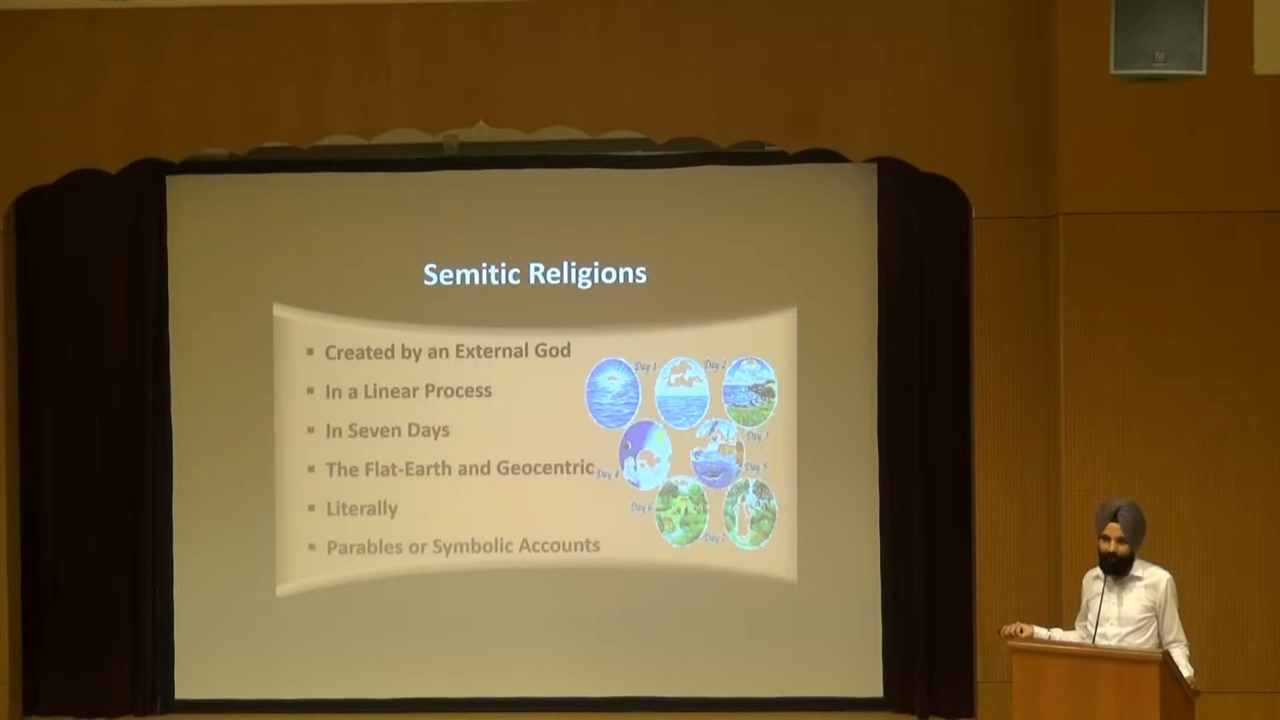 Semitic Religions
Created by an External God
In a Linear Process
In Seven Days
The Flat-Earth and Geocentric
Literally
Parables or Symbolic Accounts
Day 1
Day 2
Day 3
Day 4
Day 5
Day 6
Day 7